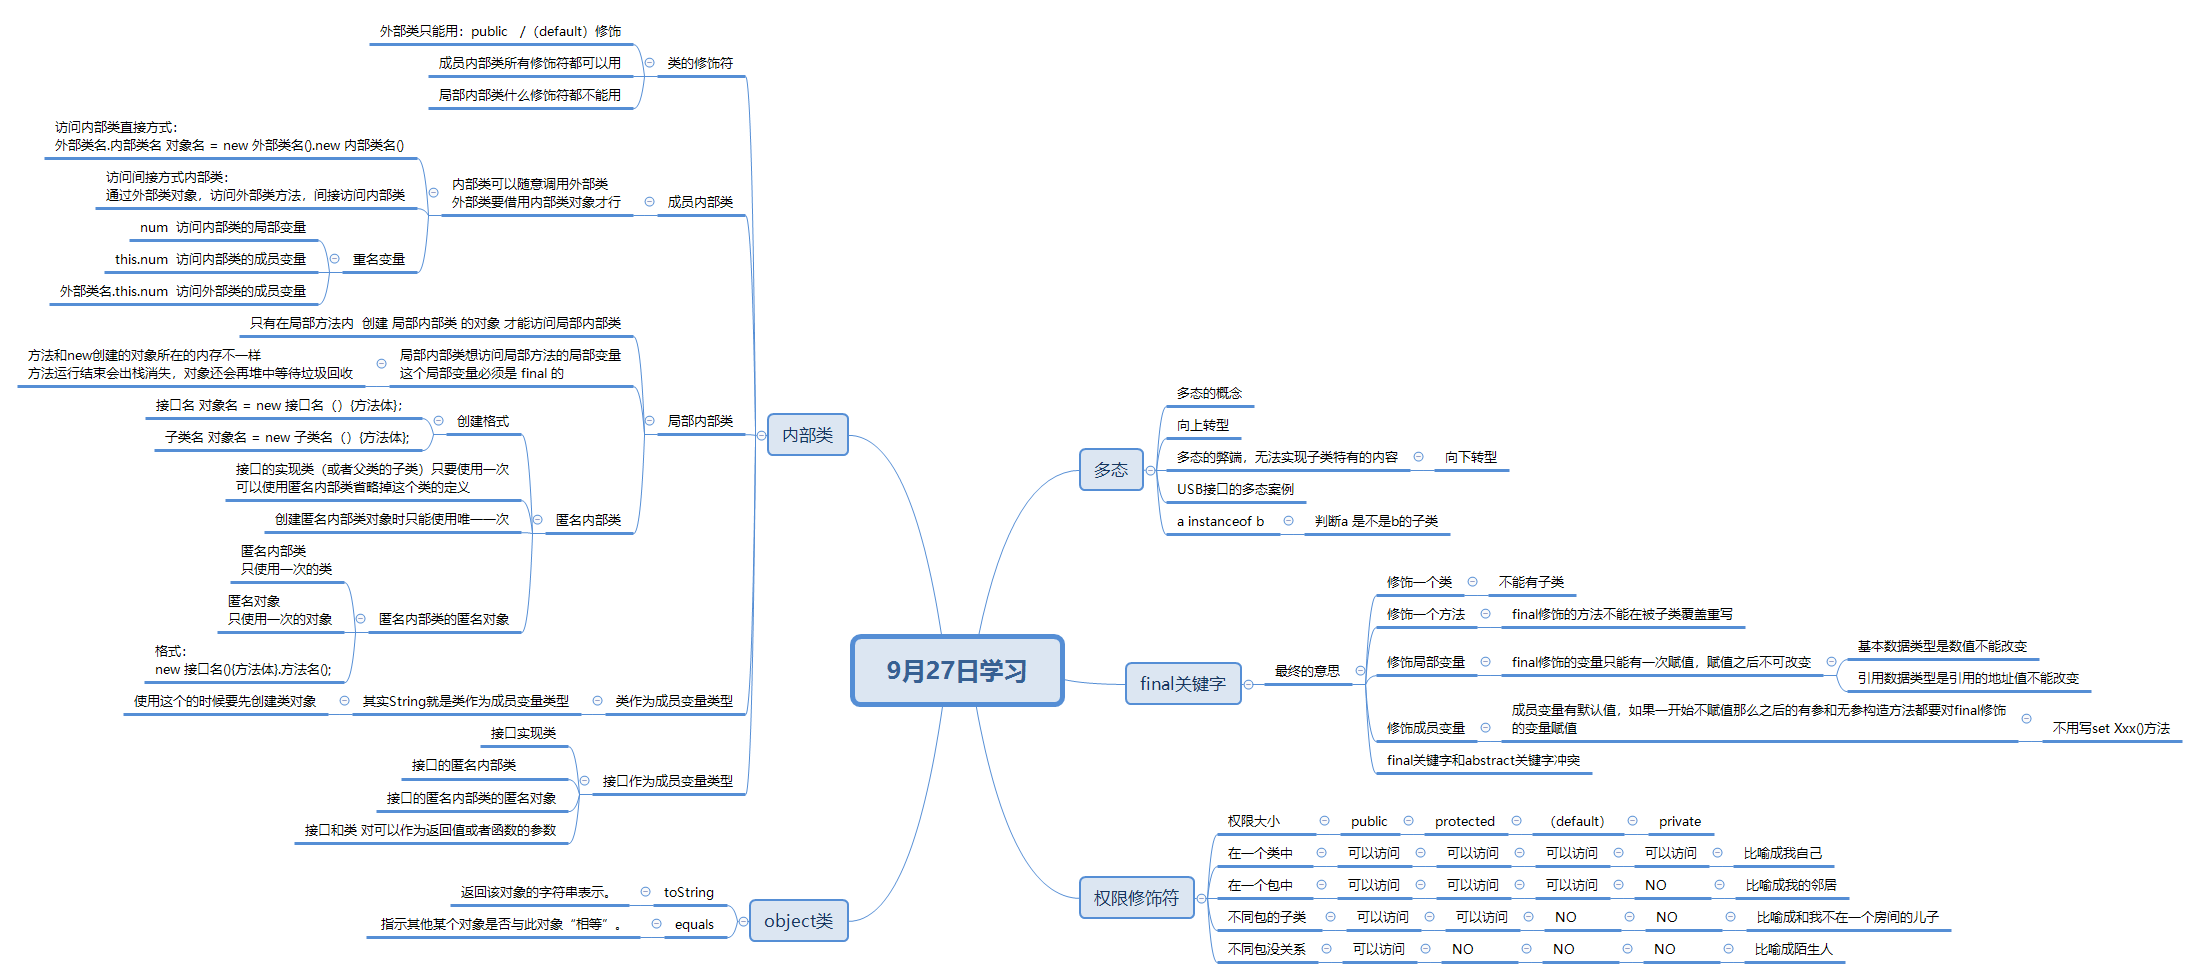 9月27日学习
多态
多态的概念
向上转型
多态的弊端，无法实现子类特有的内容
向下转型
USB接口的多态案例
a instanceof b
判断a 是不是b的子类
final关键字
最终的意思
修饰一个类
不能有子类
修饰一个方法
final修饰的方法不能在被子类覆盖重写
修饰局部变量
final修饰的变量只能有一次赋值，赋值之后不可改变
基本数据类型是数值不能改变
引用数据类型是引用的地址值不能改变
修饰成员变量
成员变量有默认值，如果一开始不赋值那么之后的有参和无参构造方法都要对final修饰
的变量赋值
不用写set Xxx()方法
final关键字和abstract关键字冲突
权限修饰符
权限大小 public protected （default） private
在一个类中 可以访问 可以访问 可以访问 可以访问 比喻成我自己
在一个包中 可以访问 可以访问 可以访问 NO 比喻成我的邻居
不同包的子类 可以访问 可以访问 NO NO 比喻成和我不在一个房间的儿子
不同包没关系 可以访问 NO NO NO 比喻成陌生人
内部类
类的修饰符
外部类只能用：public /（default）修饰
成员内部类所有修饰符都可以用
局部内部类什么修饰符都不能用
成员内部类
内部类可以随意调用外部类
外部类要借用内部类对象才行
访问内部类直接方式：
外部类名.内部类名 对象名 = new 外部类名().new 内部类名()
访问间接方式内部类：
通过外部类对象，访问外部类方法，间接访问内部类
重名变量
num 访问内部类的局部变量
this.num 访问内部类的成员变量
外部类名.this.num 访问外部类的成员变量
局部内部类
只有在局部方法内 创建 局部内部类 的对象 才能访问局部内部类
局部内部类想访问局部方法的局部变量
这个局部变量必须是 final 的
方法和new创建的对象所在的内存不一样
方法运行结束会出栈消失，对象还会再堆中等待垃圾回收
匿名内部类
创建格式
接口名 对象名 = new 接口名（）{方法体};
子类名 对象名 = new 子类名（）{方法体};
接口的实现类（或者父类的子类）只要使用一次
可以使用匿名内部类省略掉这个类的定义
创建匿名内部类对象时只能使用唯一一次
匿名内部类的匿名对象
匿名内部类
只使用一次的类
匿名对象
只使用一次的对象
格式：
new 接口名(){方法体}.方法名();
类作为成员变量类型
其实String就是类作为成员变量类型
使用这个的时候要先创建类对象
接口作为成员变量类型
接口实现类
接口的匿名内部类
接口的匿名内部类的匿名对象
接口和类 对可以作为返回值或者函数的参数
object类
toString
返回该对象的字符串表示。
equals
指示其他某个对象是否与此对象“相等”。